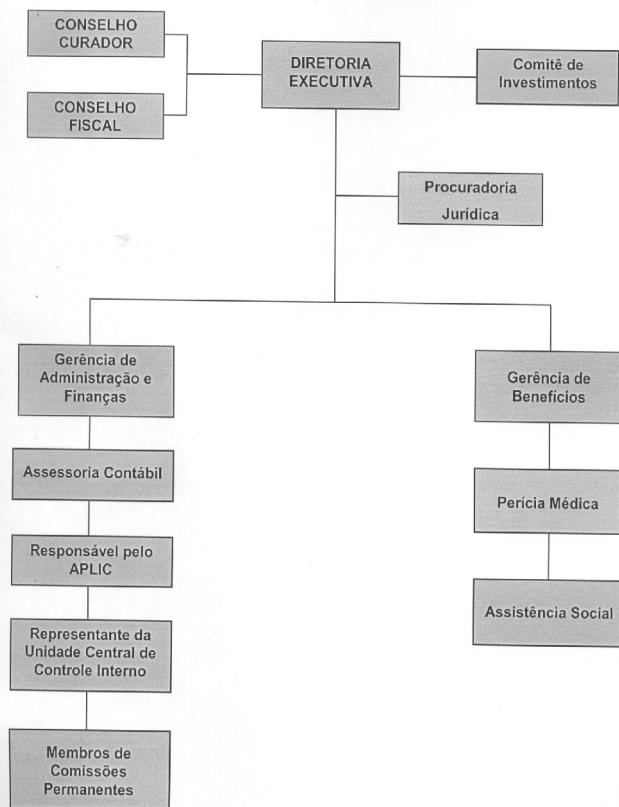 CONSELHO
CURADOR
DIRETORIA
EXECUTIVA
Comitê de
Investimentos
CONSELHO
FISCAL
Procuradoria
Jurídica
Gerência de
Administração e
Finanças
Assessoria Contábil
Responsável pelo
APLIC
Representante da
Unidade Central de
Controle Interno
Membros de
Comissões
Permanentes
Gerência de
Benefícios
Perícia Médica
Assistência Social